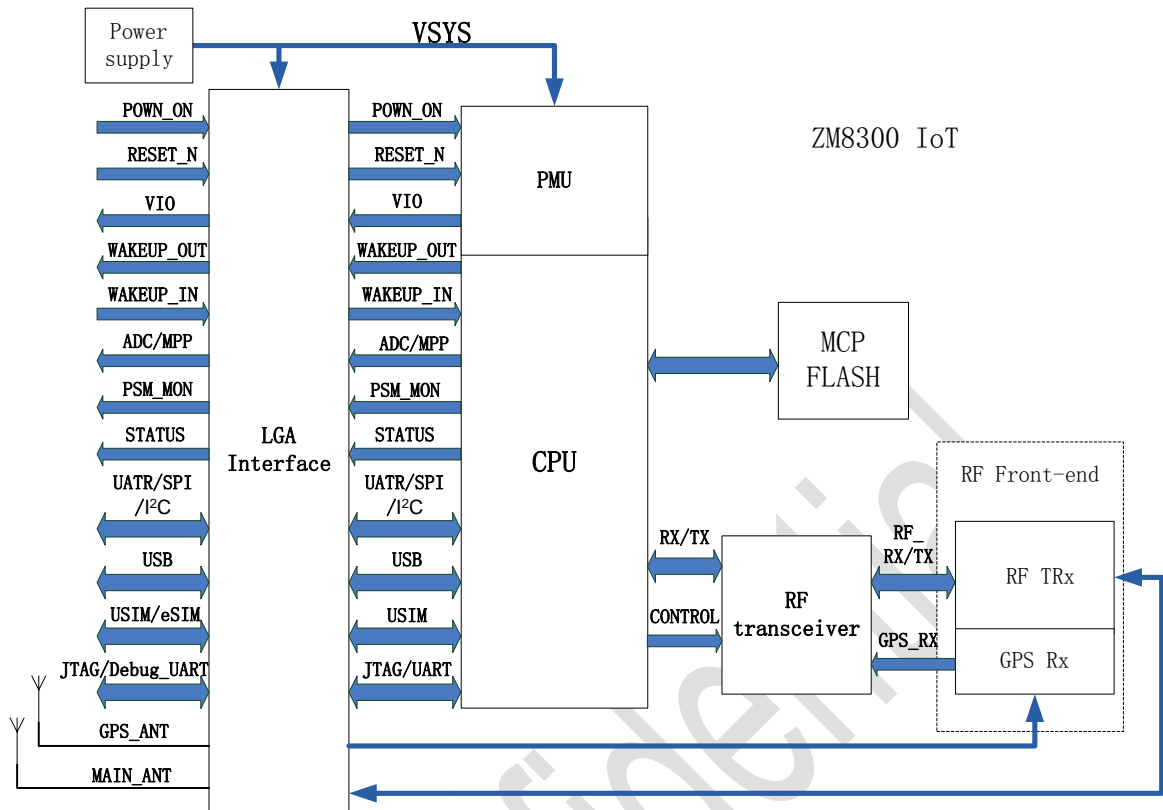 Power
supply
VSYS
ZM8300 IoT
POWN_ON
RESET_N
VIO
WAKEUP_OUT
WAKEUP_IN
ADC/MPP
PSM_MON
STATUS
UATR/SPI
/I²C
USB
USIM/eSIM
JTAG/Debug_UART
GPS_ANT
MAIN_ANT
LGA
Interface
POWN_ON
RESET_N
VIO
WAKEUP_OUT
WAKEUP_IN
ADC/MPP
PSM_MON
STATUS
UATR/SPI
/I²C
USB
USIM
JTAG/UART
PMU
CPU
MCP
FLASH
RX/TX
CONTROL
RF
transceiver
RF_
RX/TX
GPS_RX
RF Front-end
RF TRx
GPS Rx